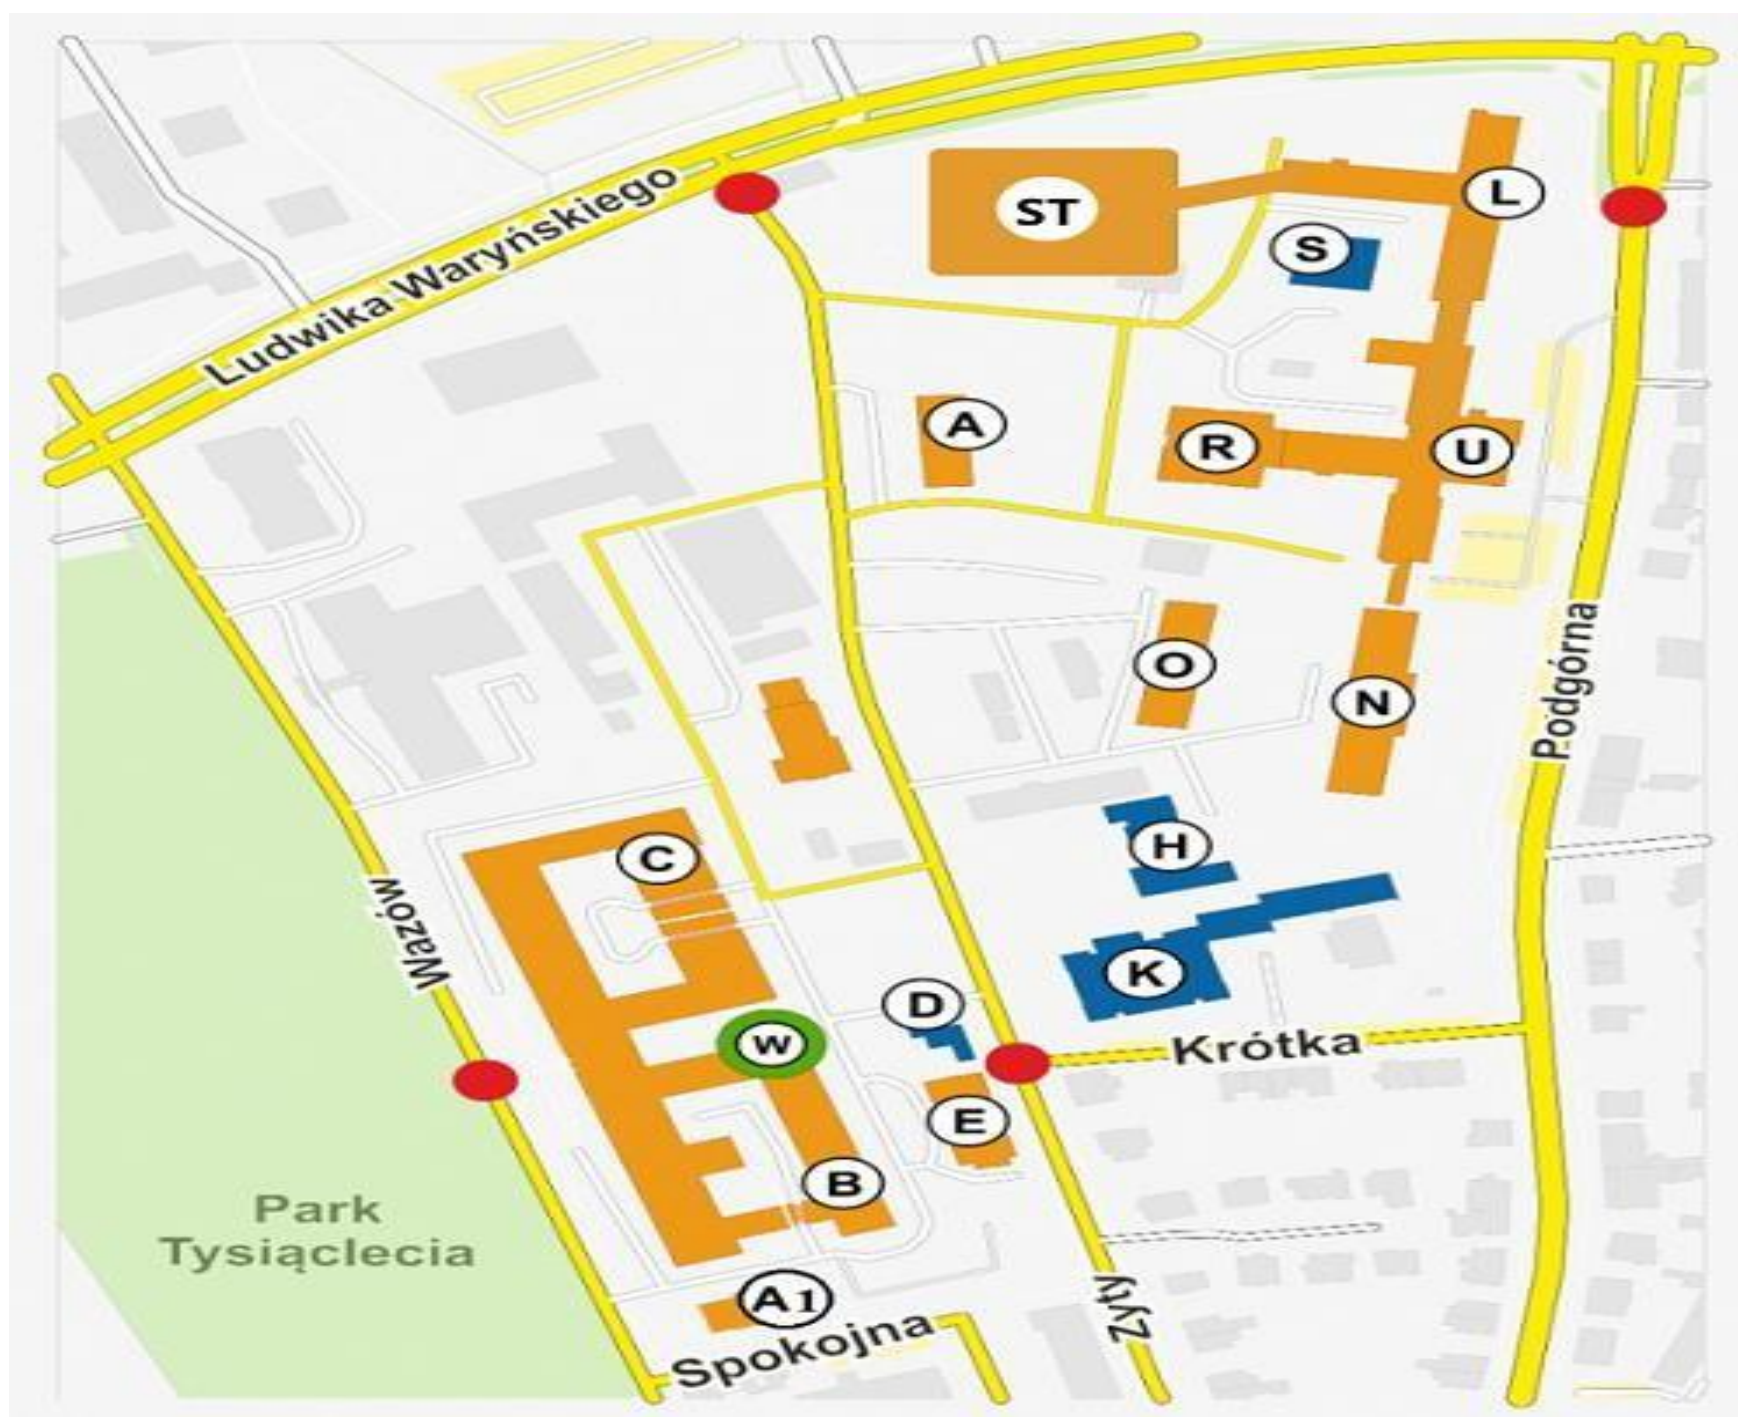 Ludwika Waryńskiego
ST
L
S
A
R
U
O
N
Podgórna
C
H
Wazów
K
D
W
Krótka
E
B
Park
Tysiąclecia
A1
Spokojna
Zyty